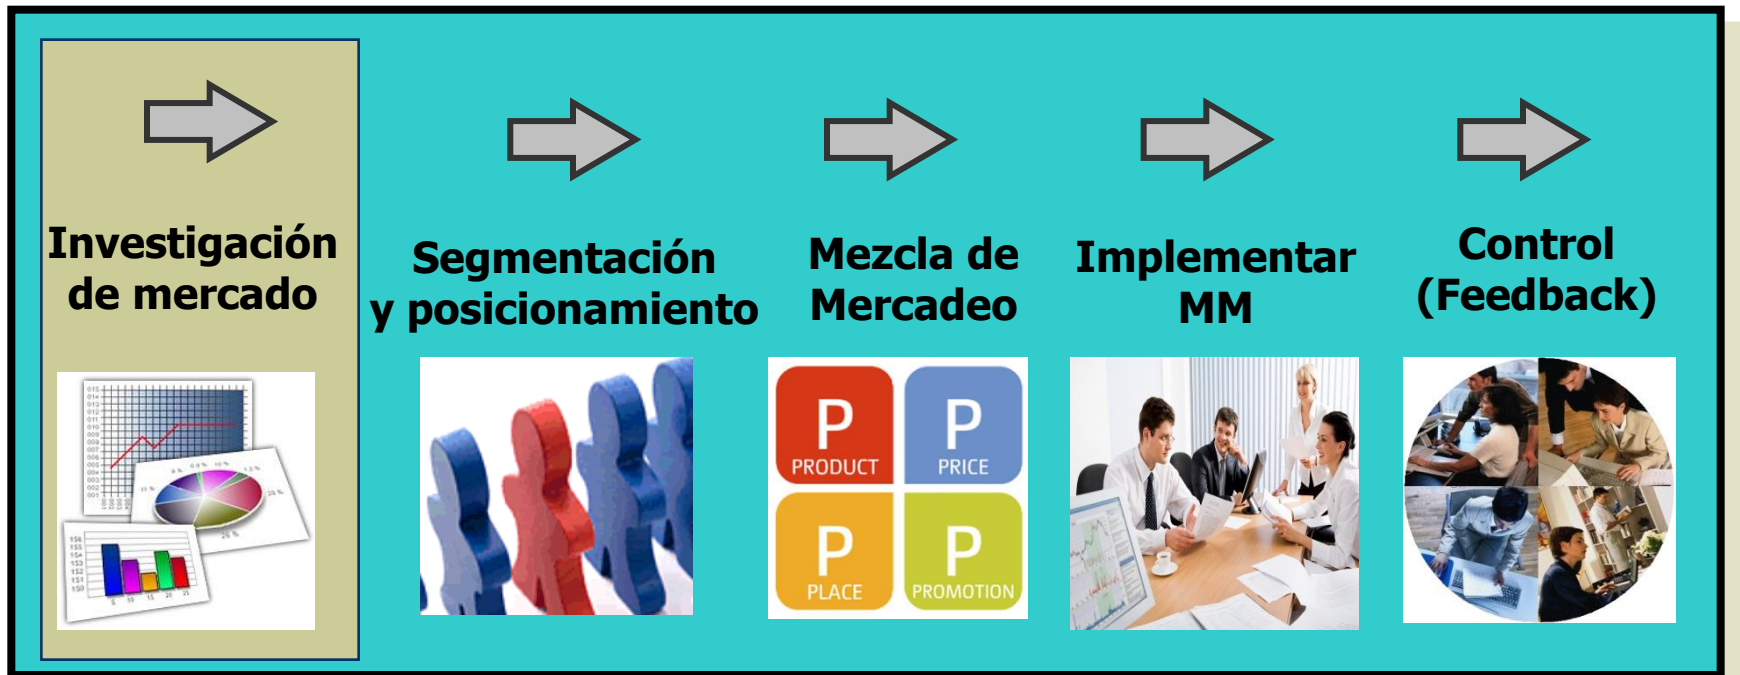 Investigación
de mercado
Segmentación
y posicionamiento
Mezcla de
Mercadeo
Implementar
MM
Control
(Feedback)
P
PRODUCT
P
PRICE
P
PLACE
P
PROMOTION